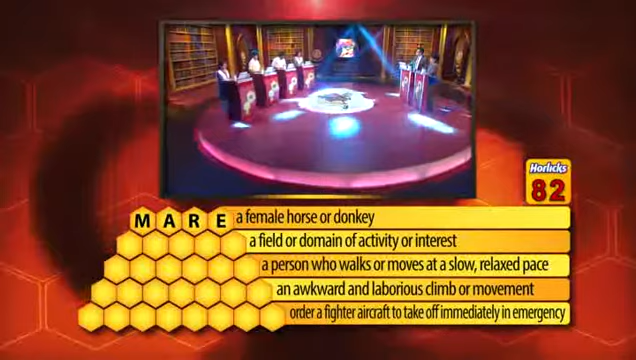 Horlicks
82
MARE a female horse or donkey
a field or domain of activity or interest
a person who walks or moves at a slow, relaxed pace
an awkward and laborious climb or movement
order a fighter aircraft to take off immediately in emergency